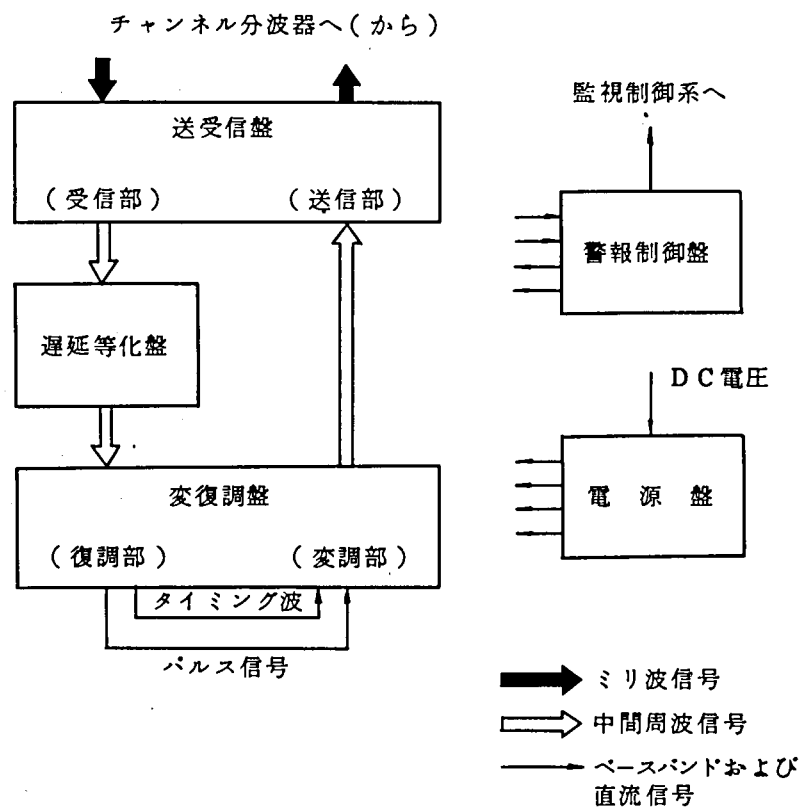 チャンネル分波器へ(から)
送受信盤
(受信部) (送信部)
遅延等化盤
変復調盤
(復調部) (変調部)
タイミング波
パルス信号
監視制御系へ
警報制御盤
DC電圧
電源盤
ミリ波信号
中間周波信号
ベースバンドおよび
直流信号